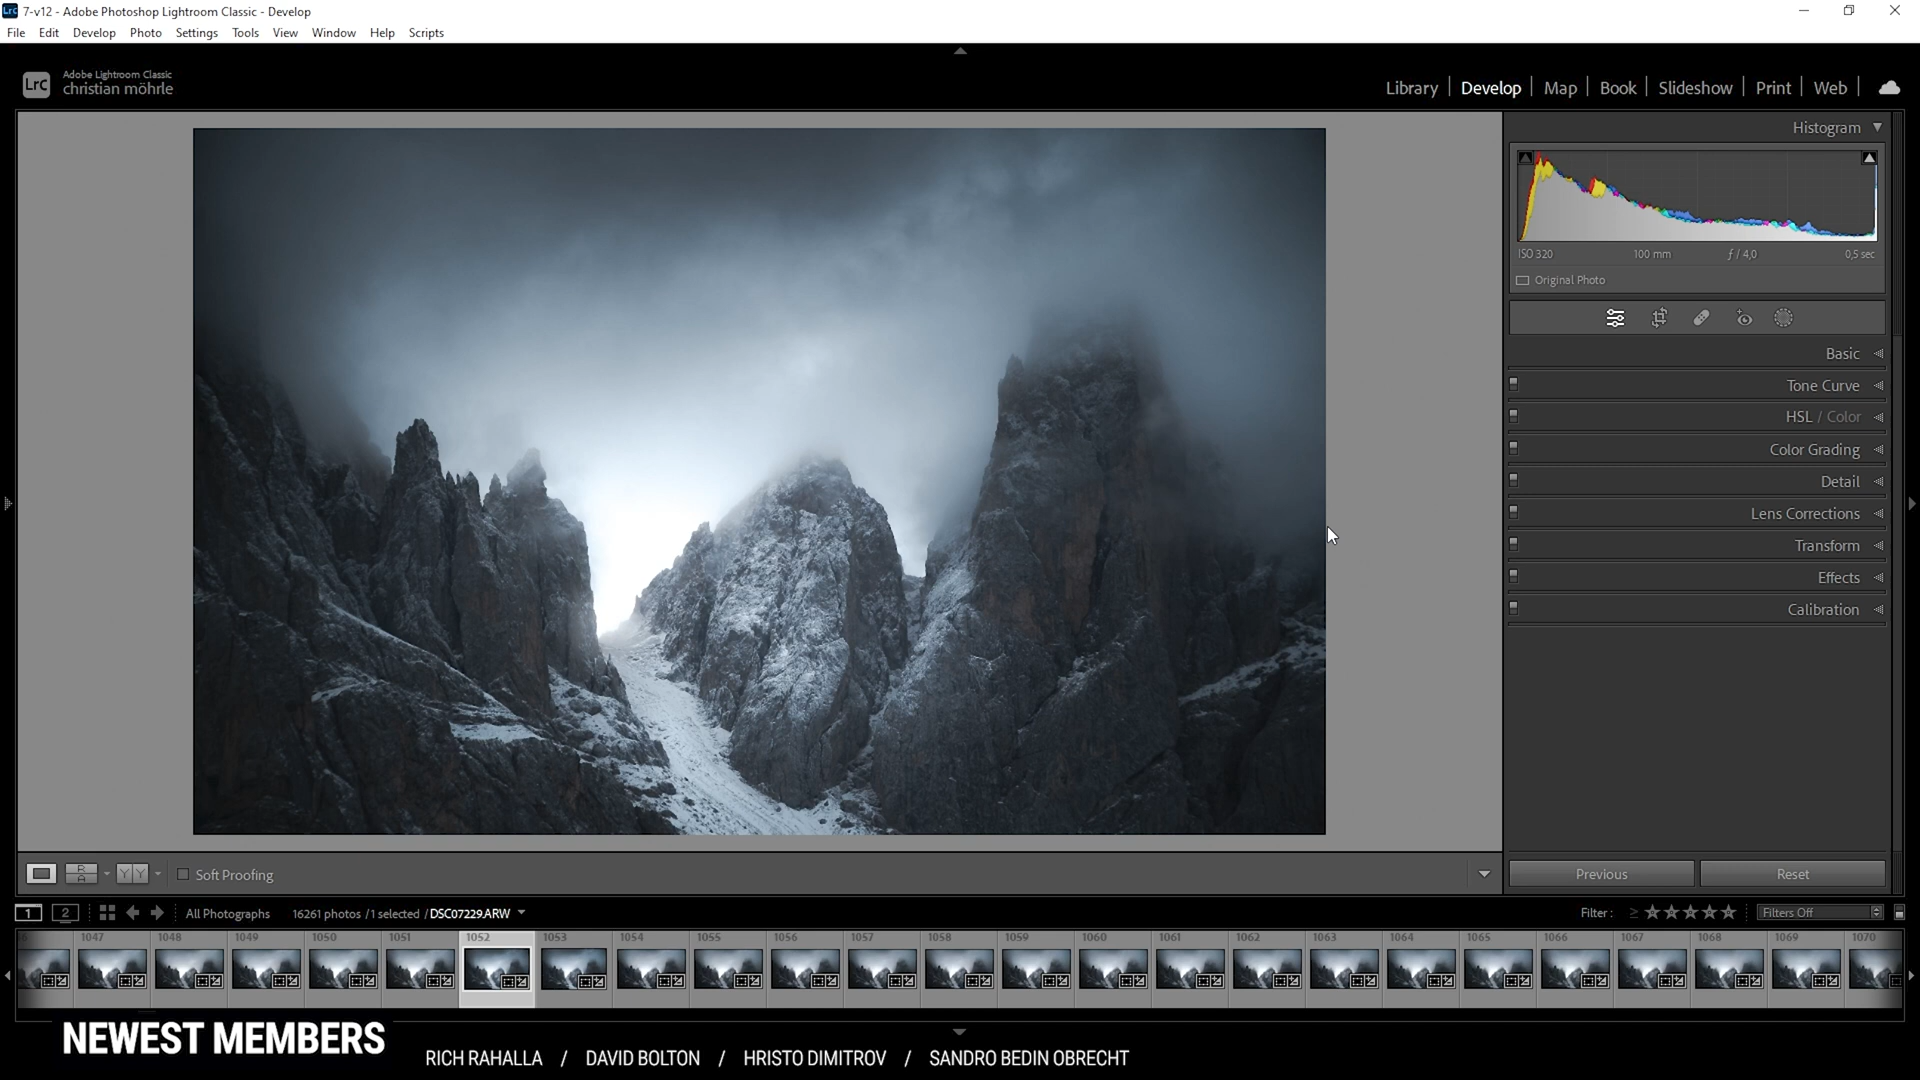 Lrc 7-v12 - Adobe Photoshop Lightroom Classic - Develop
File Edit Develop Photo Settings Tools View Window Help Scripts
LrC Adobe Lightroom Classic
christian möhrle
Library Develop Map Book Slideshow Print Web
Histogram
ISO 320 100 mm ƒ / 4,0 0,5 sec
Original Photo
Basic
Tone Curve
HSL / Color
Color Grading
Detail
Lens Corrections
Transform
Effects
Calibration
R A Y Y Soft Proofing
Previous Reset
1 2 All Photographs 16261 photos / 1 selected / DSC07229.ARW Filter : ≥ ★★★★★ Filters Off
1047 1048 1049 1050 1051 1052 1053 1054 1055 1056 1057 1058 1059 1060 1061 1062 1063 1064 1065 1066 1067 1068 1069 1070
NEWEST MEMBERS
RICH RAHALLA / DAVID BOLTON / HRISTO DIMITROV / SANDRO BEDIN OBRECHT